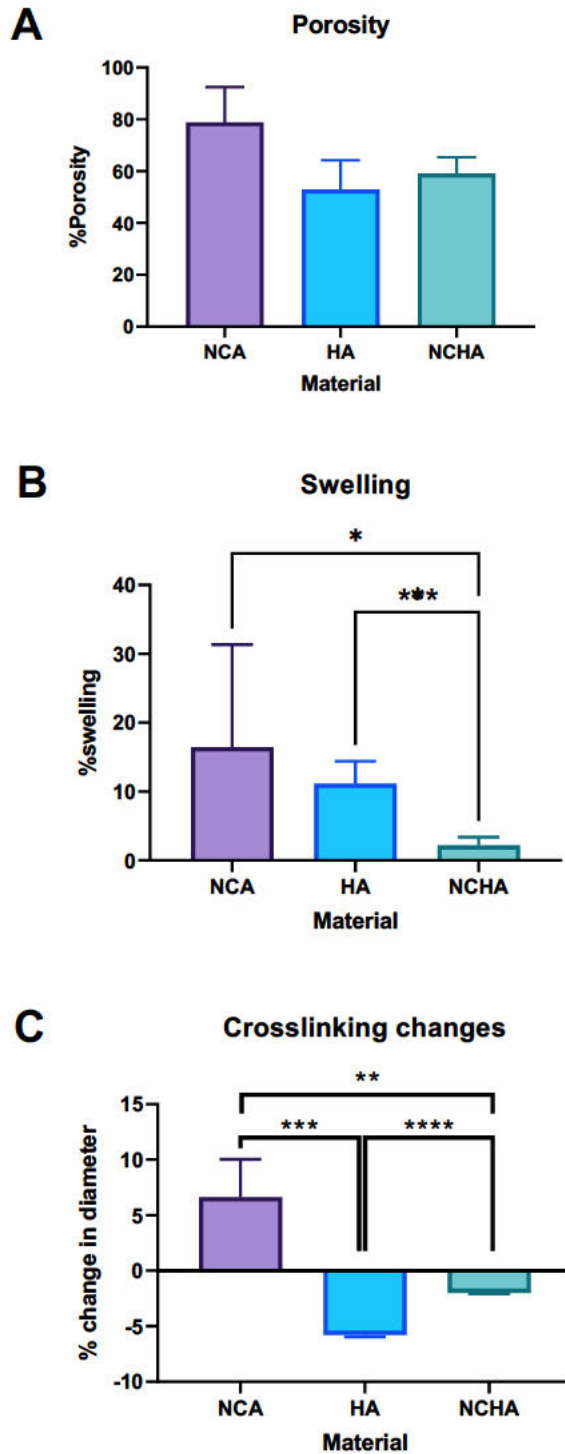 A
Porosity
100
80
60
40
20
0
%Porosity
NCA HA NCHA
Material
B
Swelling
*
***
40
30
20
10
0
%swelling
NCA HA NCHA
Material
C
Crosslinking changes
**
*** ****
15
10
5
0
-5
-10
% change in diameter
NCA HA NCHA
Material